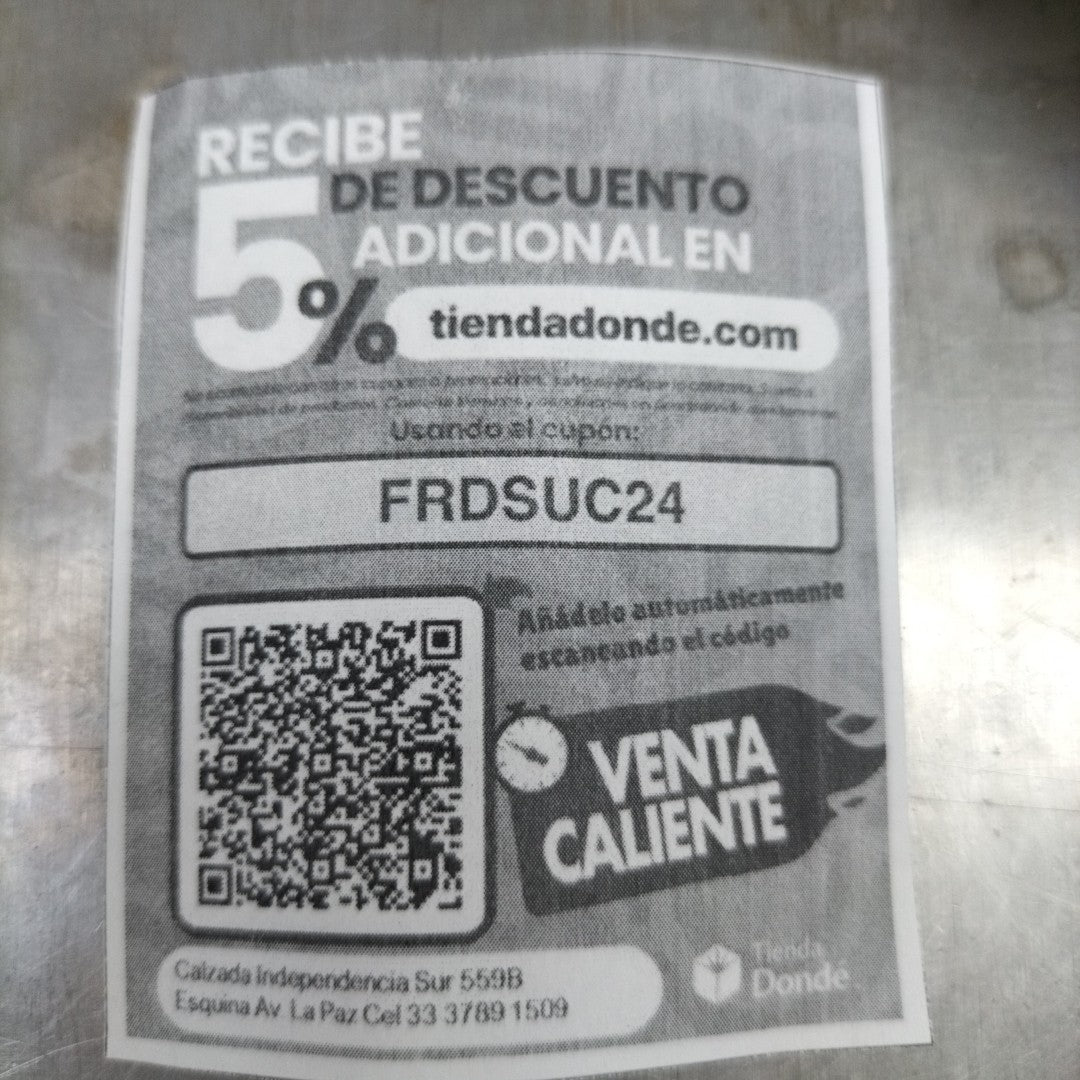 RECIBE
5% DE DESCUENTO
ADICIONAL EN
tiendadonde.com
Usando el cupón:
FRDSUC24
Añádelo automáticamente
escaneando el código
VENTA
CALIENTE
Calzada Independencia Sur 559B
Esquina Av. La Paz Cel 33 3789 1509
Tienda
Dondé